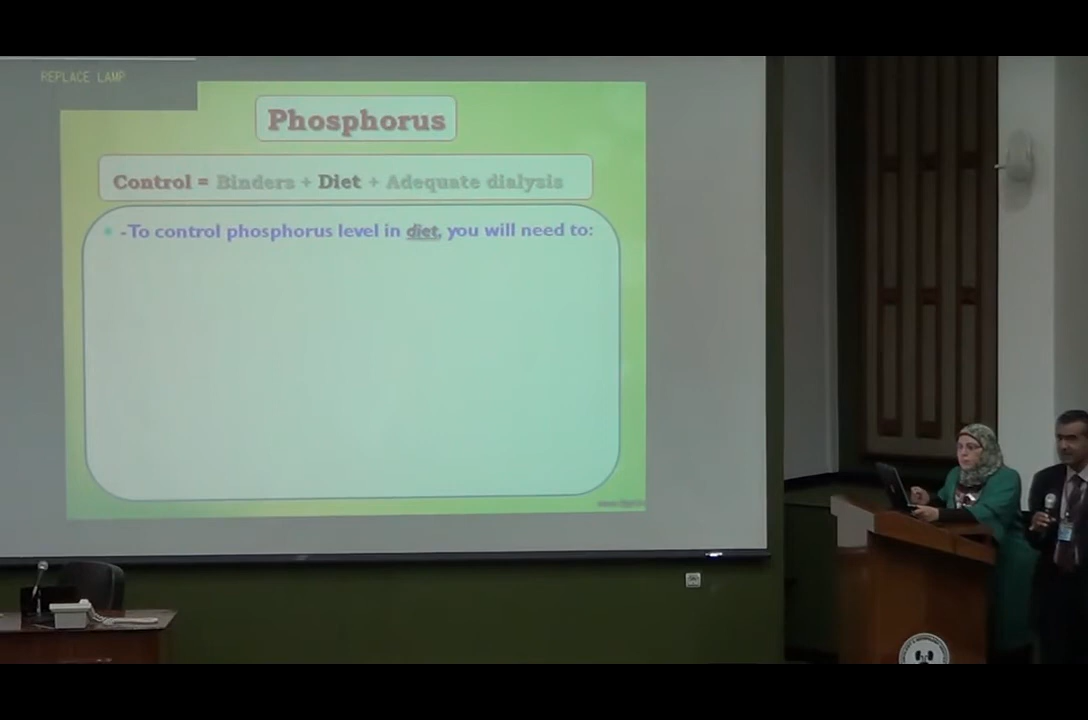 REPLACE LAMP
Phosphorus
Control = Binders + Diet + Adequate dialysis
-To control phosphorus level in diet, you will need to: